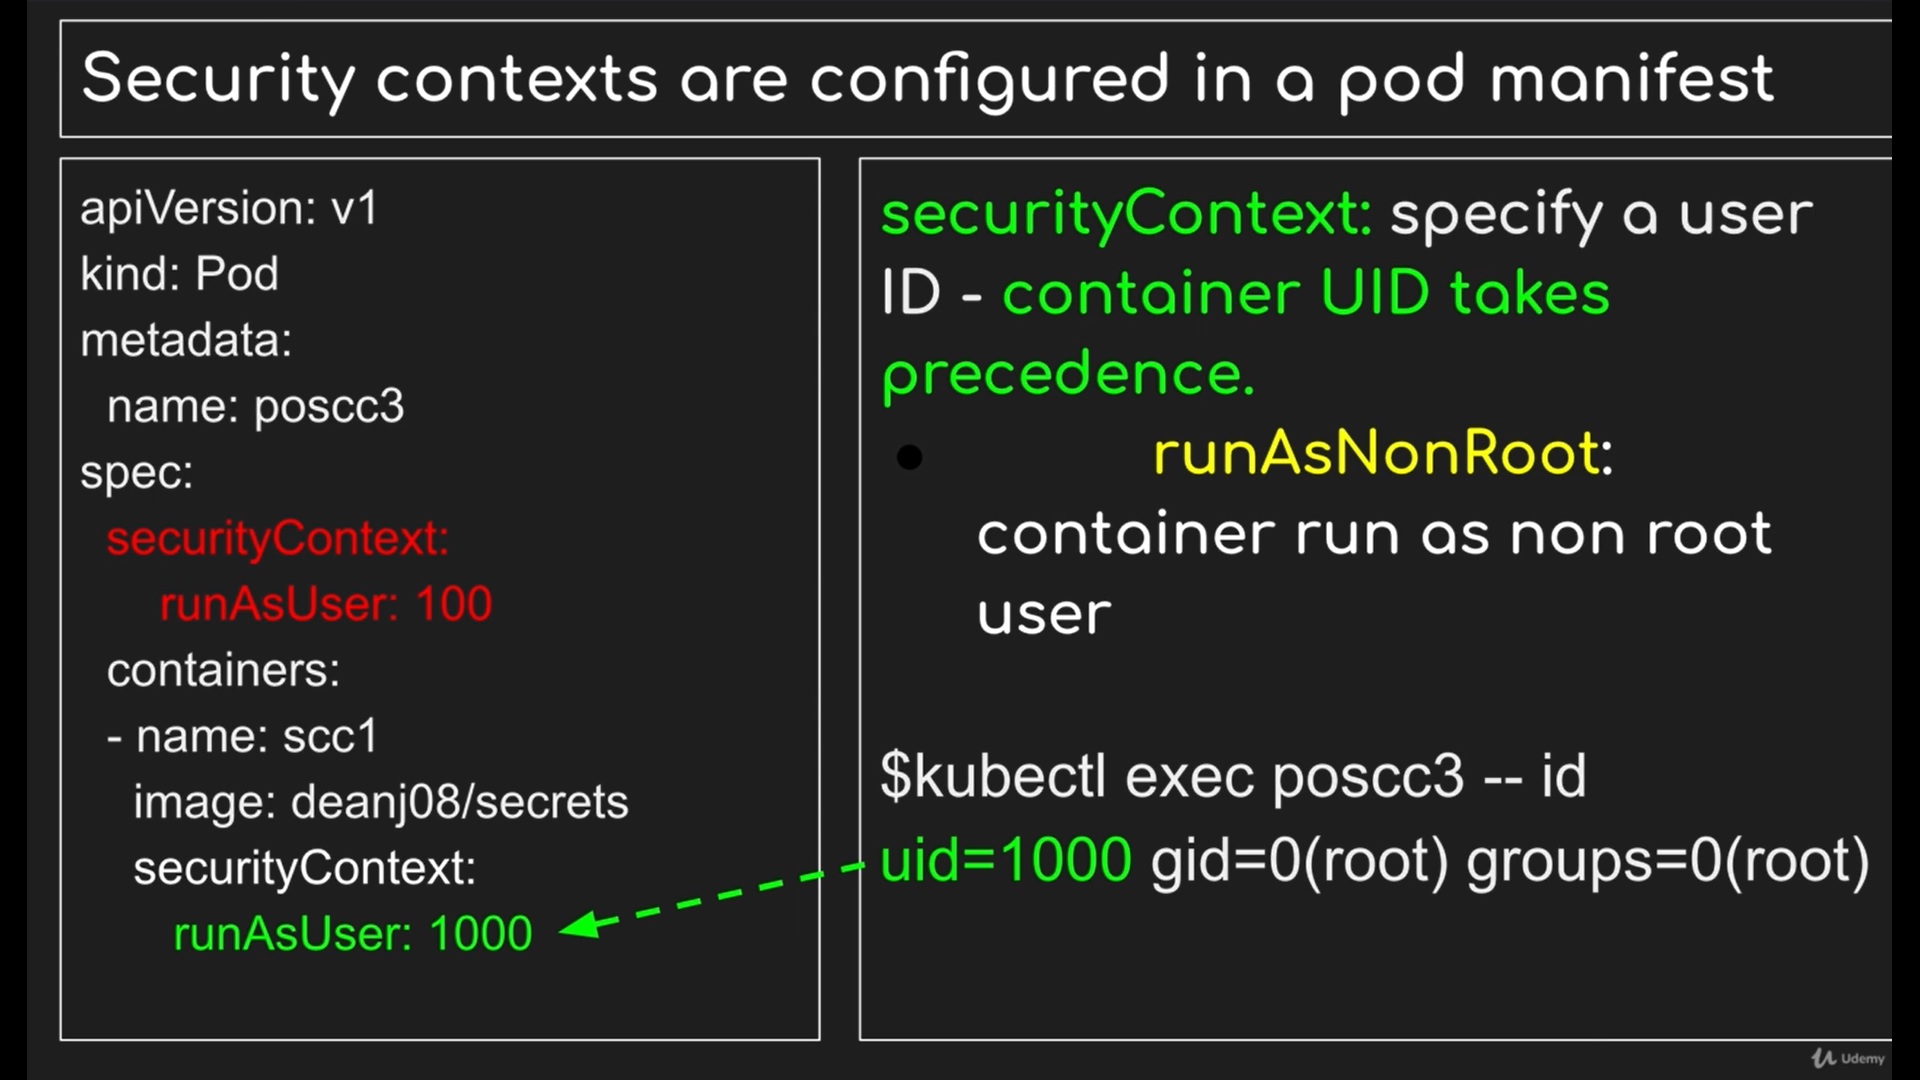 Security contexts are configured in a pod manifest
apiVersion: v1
kind: Pod
metadata:
name: poscc3
spec:
securityContext:
runAsUser: 100
containers:
- name: scc1
image: deanj08/secrets
securityContext:
runAsUser: 1000
securityContext: specify a user
ID - container UID takes
precedence.
● runAsNonRoot:
container run as non root
user
$kubectl exec poscc3 -- id
uid=1000 gid=0(root) groups=0(root)
Udemy